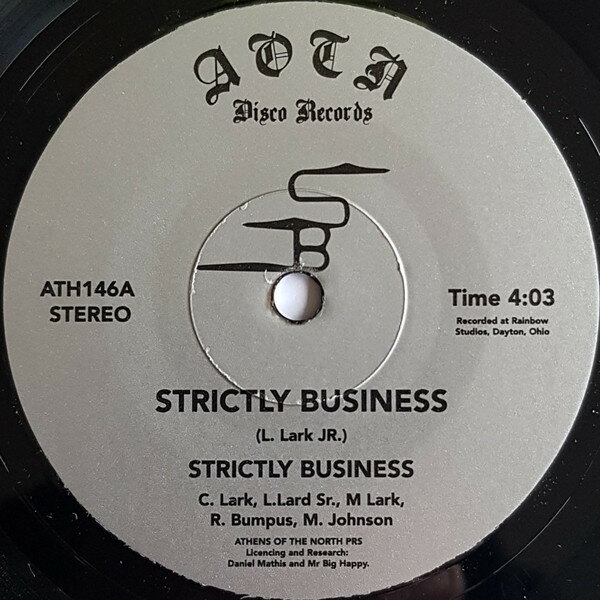 AOTN
Disco Records
SB
ATH146A
STEREO
Time 4:03
Recorded at Rainbow
Studios, Dayton, Ohio
STRICTLY BUSINESS
(L. Lark JR.)
STRICTLY BUSINESS
C. Lark, L.Lard Sr., M Lark,
R. Bumpus, M. Johnson
ATHENS OF THE NORTH PRS
Licencing and Research:
Daniel Mathis and Mr Big Happy.